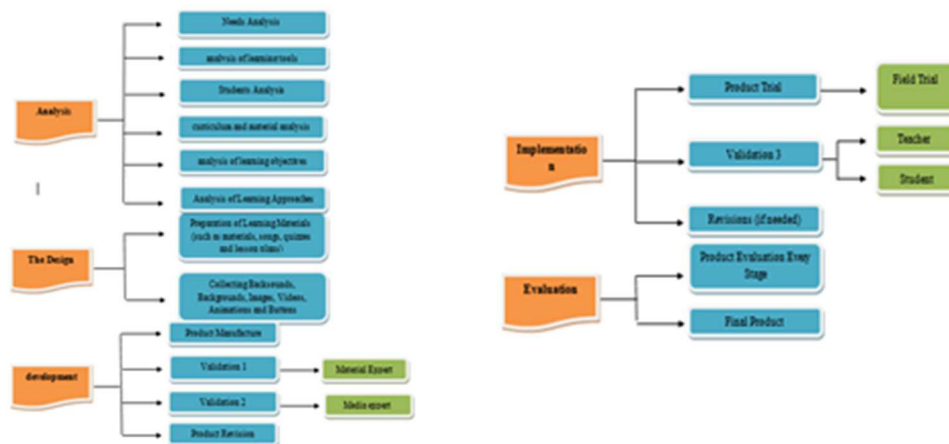 Analysis
Needs Analysis
analysis of learning tools
Students Analysis
curriculum and material analysis
analysis of learning objectives
Analysis of Learning Approaches
The Design
Preparation of Learning Materials
(such as materials, songs, quizzes
and lesson plans)
Collecting Backsounds,
Backgrounds, Images, Videos,
Animations and Buttons
development
Product Manufacture
Validation 1
Material Expert
Validation 2
Media expert
Product Revision
Implementatio
n
Product Trial
Field Trial
Validation 3
Teacher
Student
Revisions (if needed)
Evaluation
Product Evaluation Every
Stage
Final Product